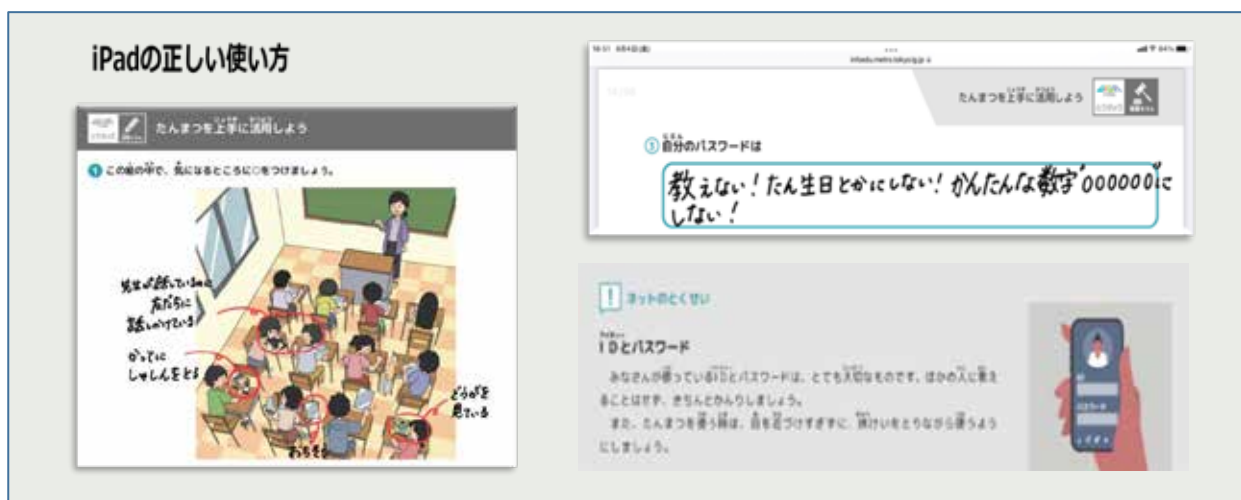 iPadの正しい使い方
たんまつを上手に活用しよう
1 この絵の中で、気になるところに○をつけましょう。
先生が話しているのに
友だちに
話しかけている
かってに
しゃしんをとる
どうがを
見ている
たんまつを上手に活用しよう
③ 自分のパスワードは
教えない!たん生日とかにしない!かんたんな数字"000000"に
しない!
! ネットのとくせい
IDとパスワード
みなさんが使っているIDとパスワードは、とても大切なものです。ほかの人に教え
ることはせず、きちんとかんりしましょう。
また、たんまつを使う時は、目を近づけすぎずに、休けいをとりながら使うよう
にしましょう。
パスワード